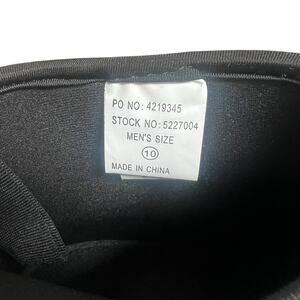 PO NO: 4219345
STOCK NO: 5227004
MEN'S SIZE
10
MADE IN CHINA